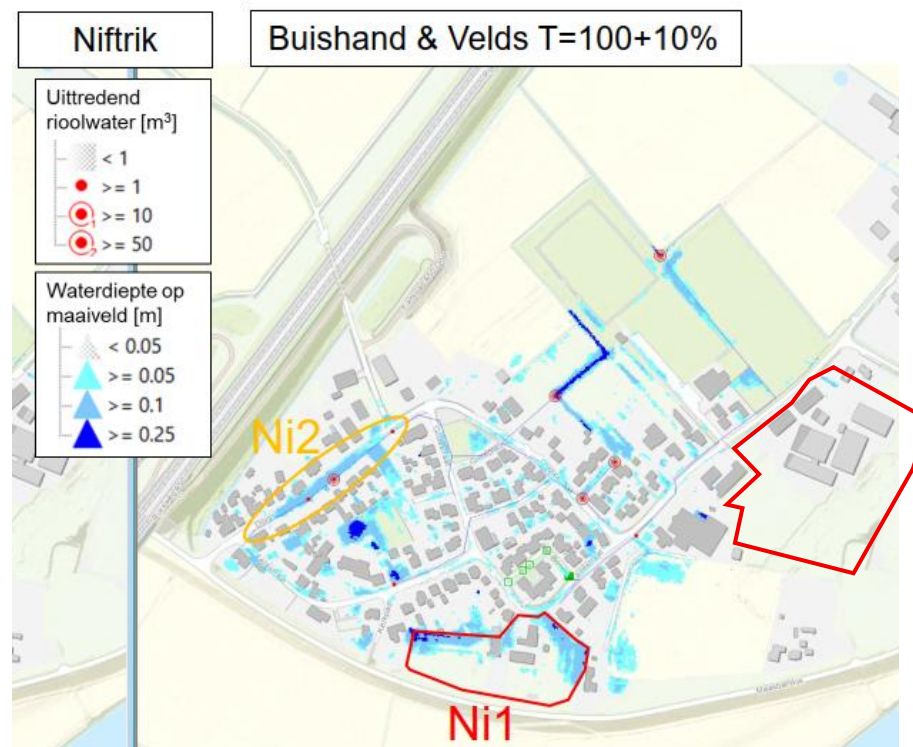 Niftrik
Buishand & Velds T=100+10%
Uittredend
rioolwater [m³]
< 1
>= 1
>= 10
>= 50
Waterdiepte op
maaiveld [m]
< 0.05
>= 0.05
>= 0.1
>= 0.25
Ni2
Ni1